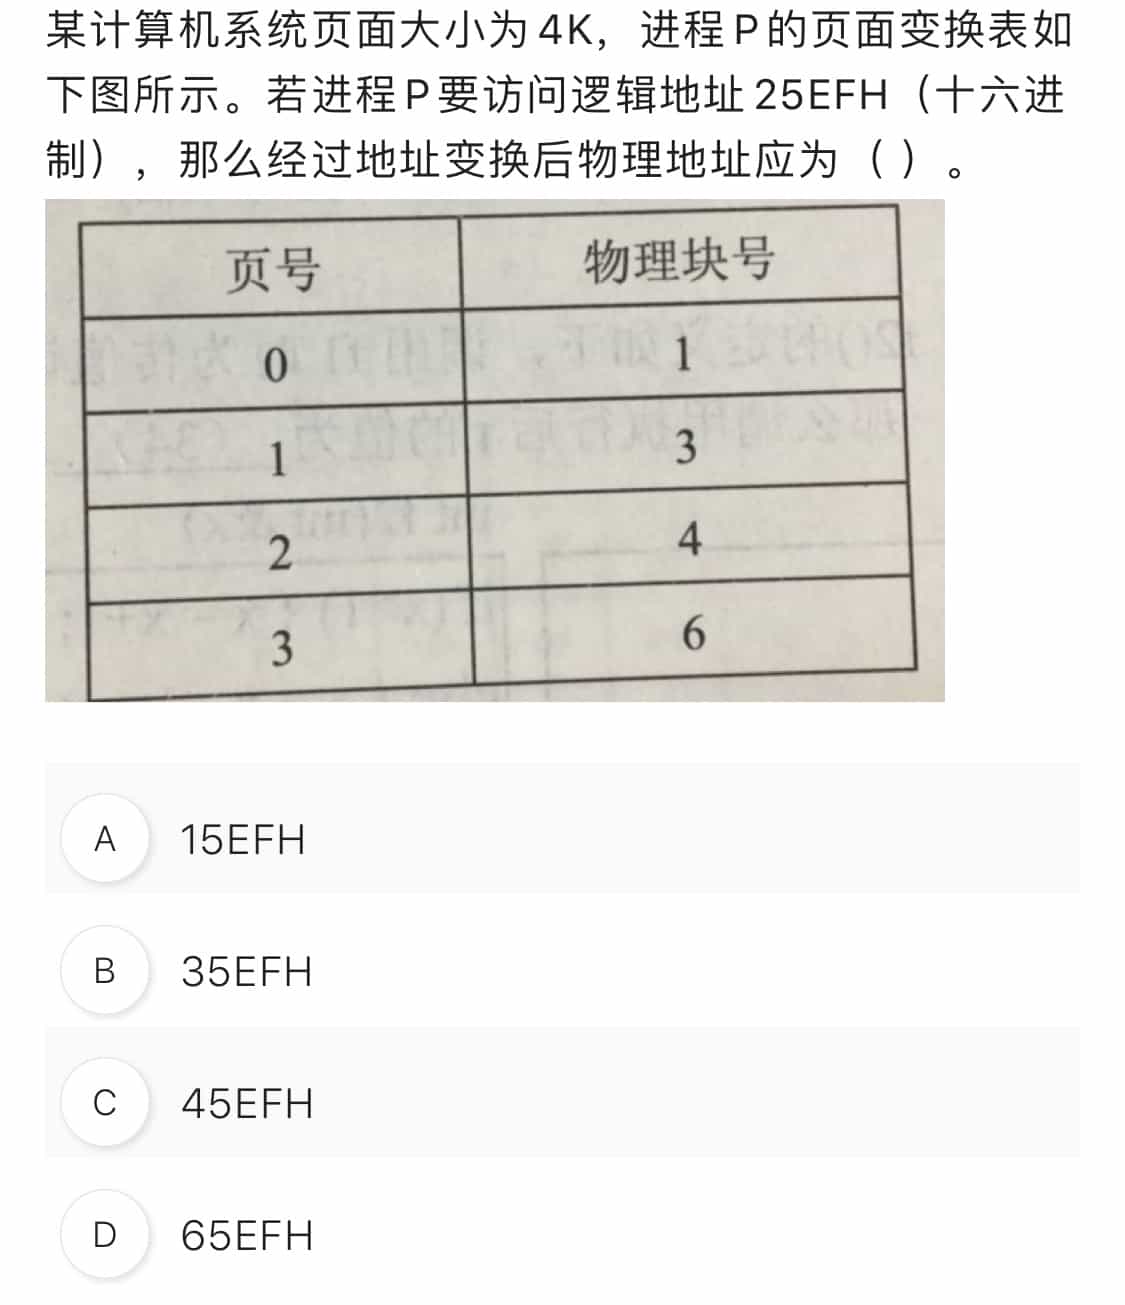 某计算机系统页面大小为4K，进程P的页面变换表如
下图所示。若进程P要访问逻辑地址25EFH（十六进
制），那么经过地址变换后物理地址应为（ ）。
页号 物理块号
0 1
1 3
2 4
3 6
A 15EFH
B 35EFH
C 45EFH
D 65EFH